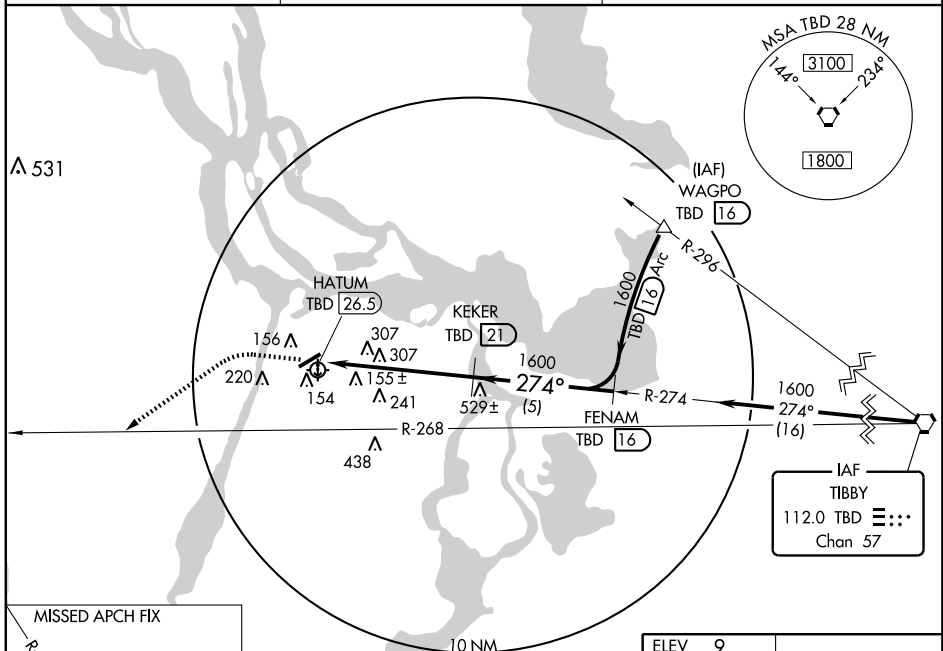 MSA TBD 28 NM
144°
3100
234°
1800
531
(IAF)
WAGPO
TBD 16
R-296
1600
TBD 16 Arc
HATUM
TBD 26.5
KEKER
TBD 21
156
307
307
220
154
155±
241
529±
1600
274°
(5)
R-274
1600
274°
(16)
FENAM
TBD 16
R-268
438
IAF
TIBBY
112.0 TBD
Chan 57
MISSED APCH FIX
R
10 NM
ELEV 9